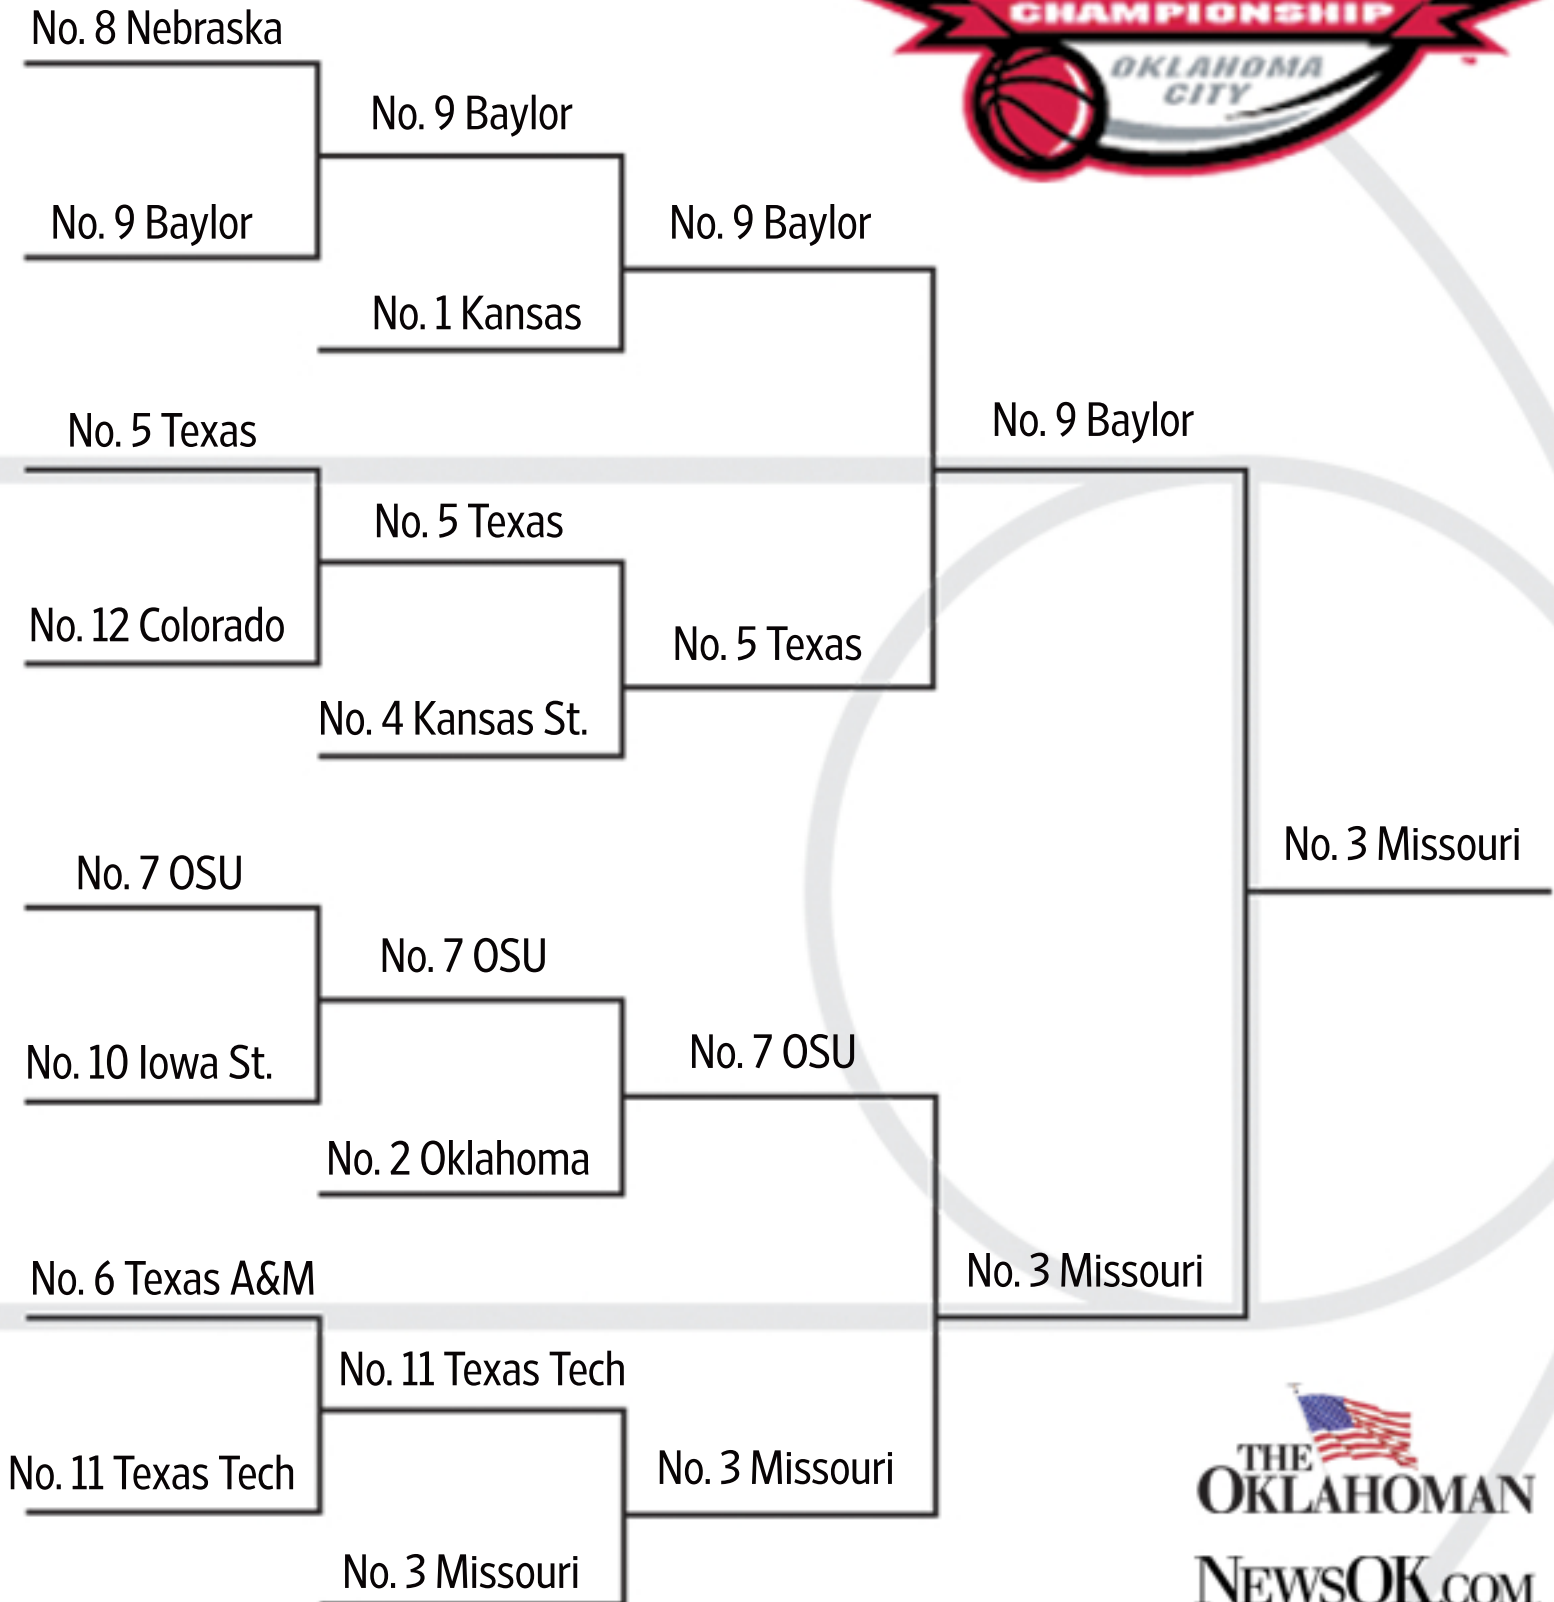 CHAMPIONSHIP
OKLAHOMA
CITY
No. 8 Nebraska
No. 9 Baylor
No. 9 Baylor
No. 9 Baylor
No. 1 Kansas
No. 5 Texas
No. 9 Baylor
No. 5 Texas
No. 12 Colorado
No. 5 Texas
No. 4 Kansas St.
No. 3 Missouri
No. 7 OSU
No. 7 OSU
No. 10 Iowa St.
No. 7 OSU
No. 2 Oklahoma
No. 6 Texas A&M
No. 3 Missouri
No. 11 Texas Tech
No. 11 Texas Tech
No. 3 Missouri
No. 3 Missouri
THE
OKLAHOMAN
NEWSOK.COM